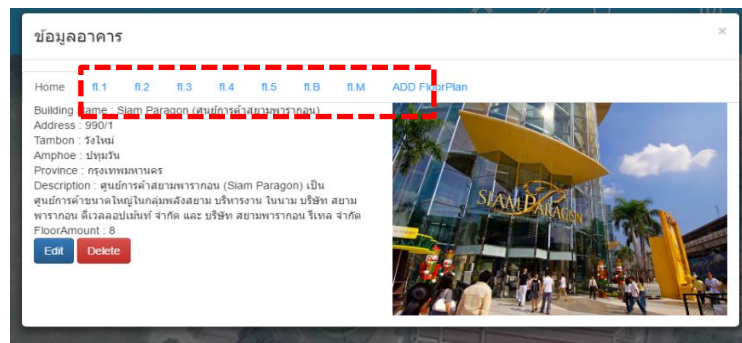 ข้อมูลอาคาร ×
Home fl.1 fl.2 fl.3 fl.4 fl.5 fl.B fl.M ADD FloorPlan
Building Name : Siam Paragon (ศูนย์การค้าสยามพารากอน)
Address : 990/1
Tambon : วังใหม่
Amphoe : ปทุมวัน
Province : กรุงเทพมหานคร
Description : ศูนย์การค้าสยามพารากอน (Siam Paragon) เป็น
ศูนย์การค้าขนาดใหญ่ในกลุ่มพลังสยาม บริหารงาน ในนาม บริษัท สยาม
พารากอน ดีเวลลอปเม้นท์ จำกัด และ บริษัท สยามพารากอน รีเทล จำกัด
FloorAmount : 8
Edit Delete
SIAM PARAGON